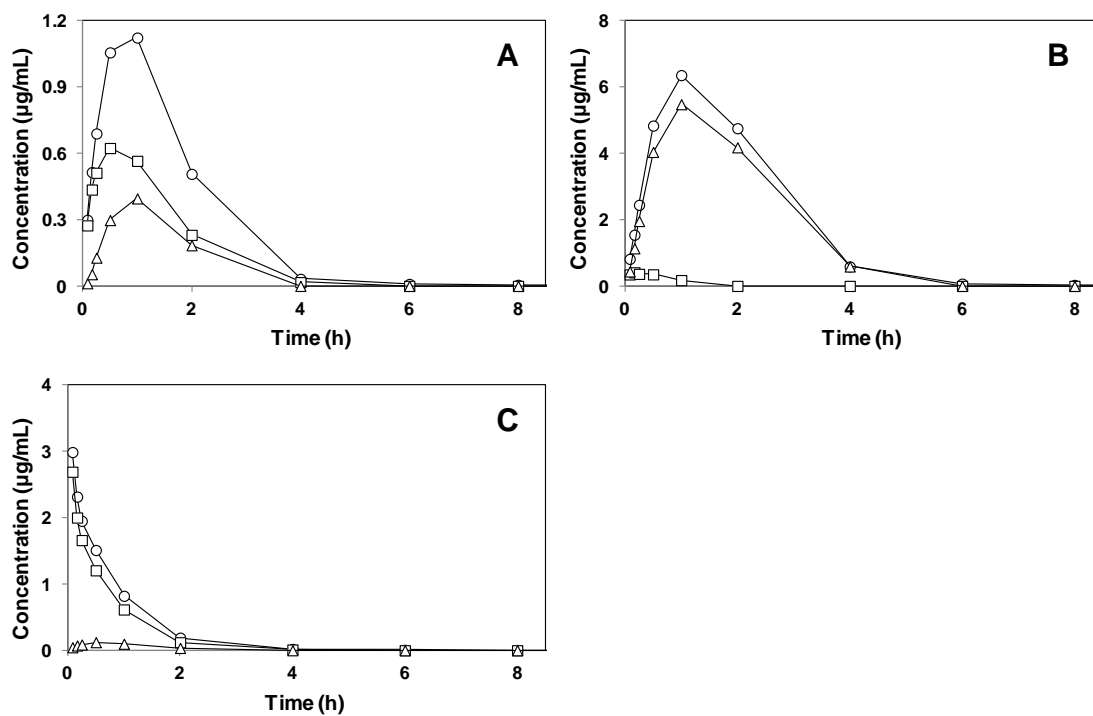 1.2
0.9
0.6
0.3
0
Concentration (µg/mL)
0 2 4 6 8
Time (h)
A
8
6
4
2
0
Concentration (µg/mL)
0 2 4 6 8
Time (h)
B
4
3
2
1
0
Concentration (µg/mL)
0 2 4 6 8
Time (h)
C